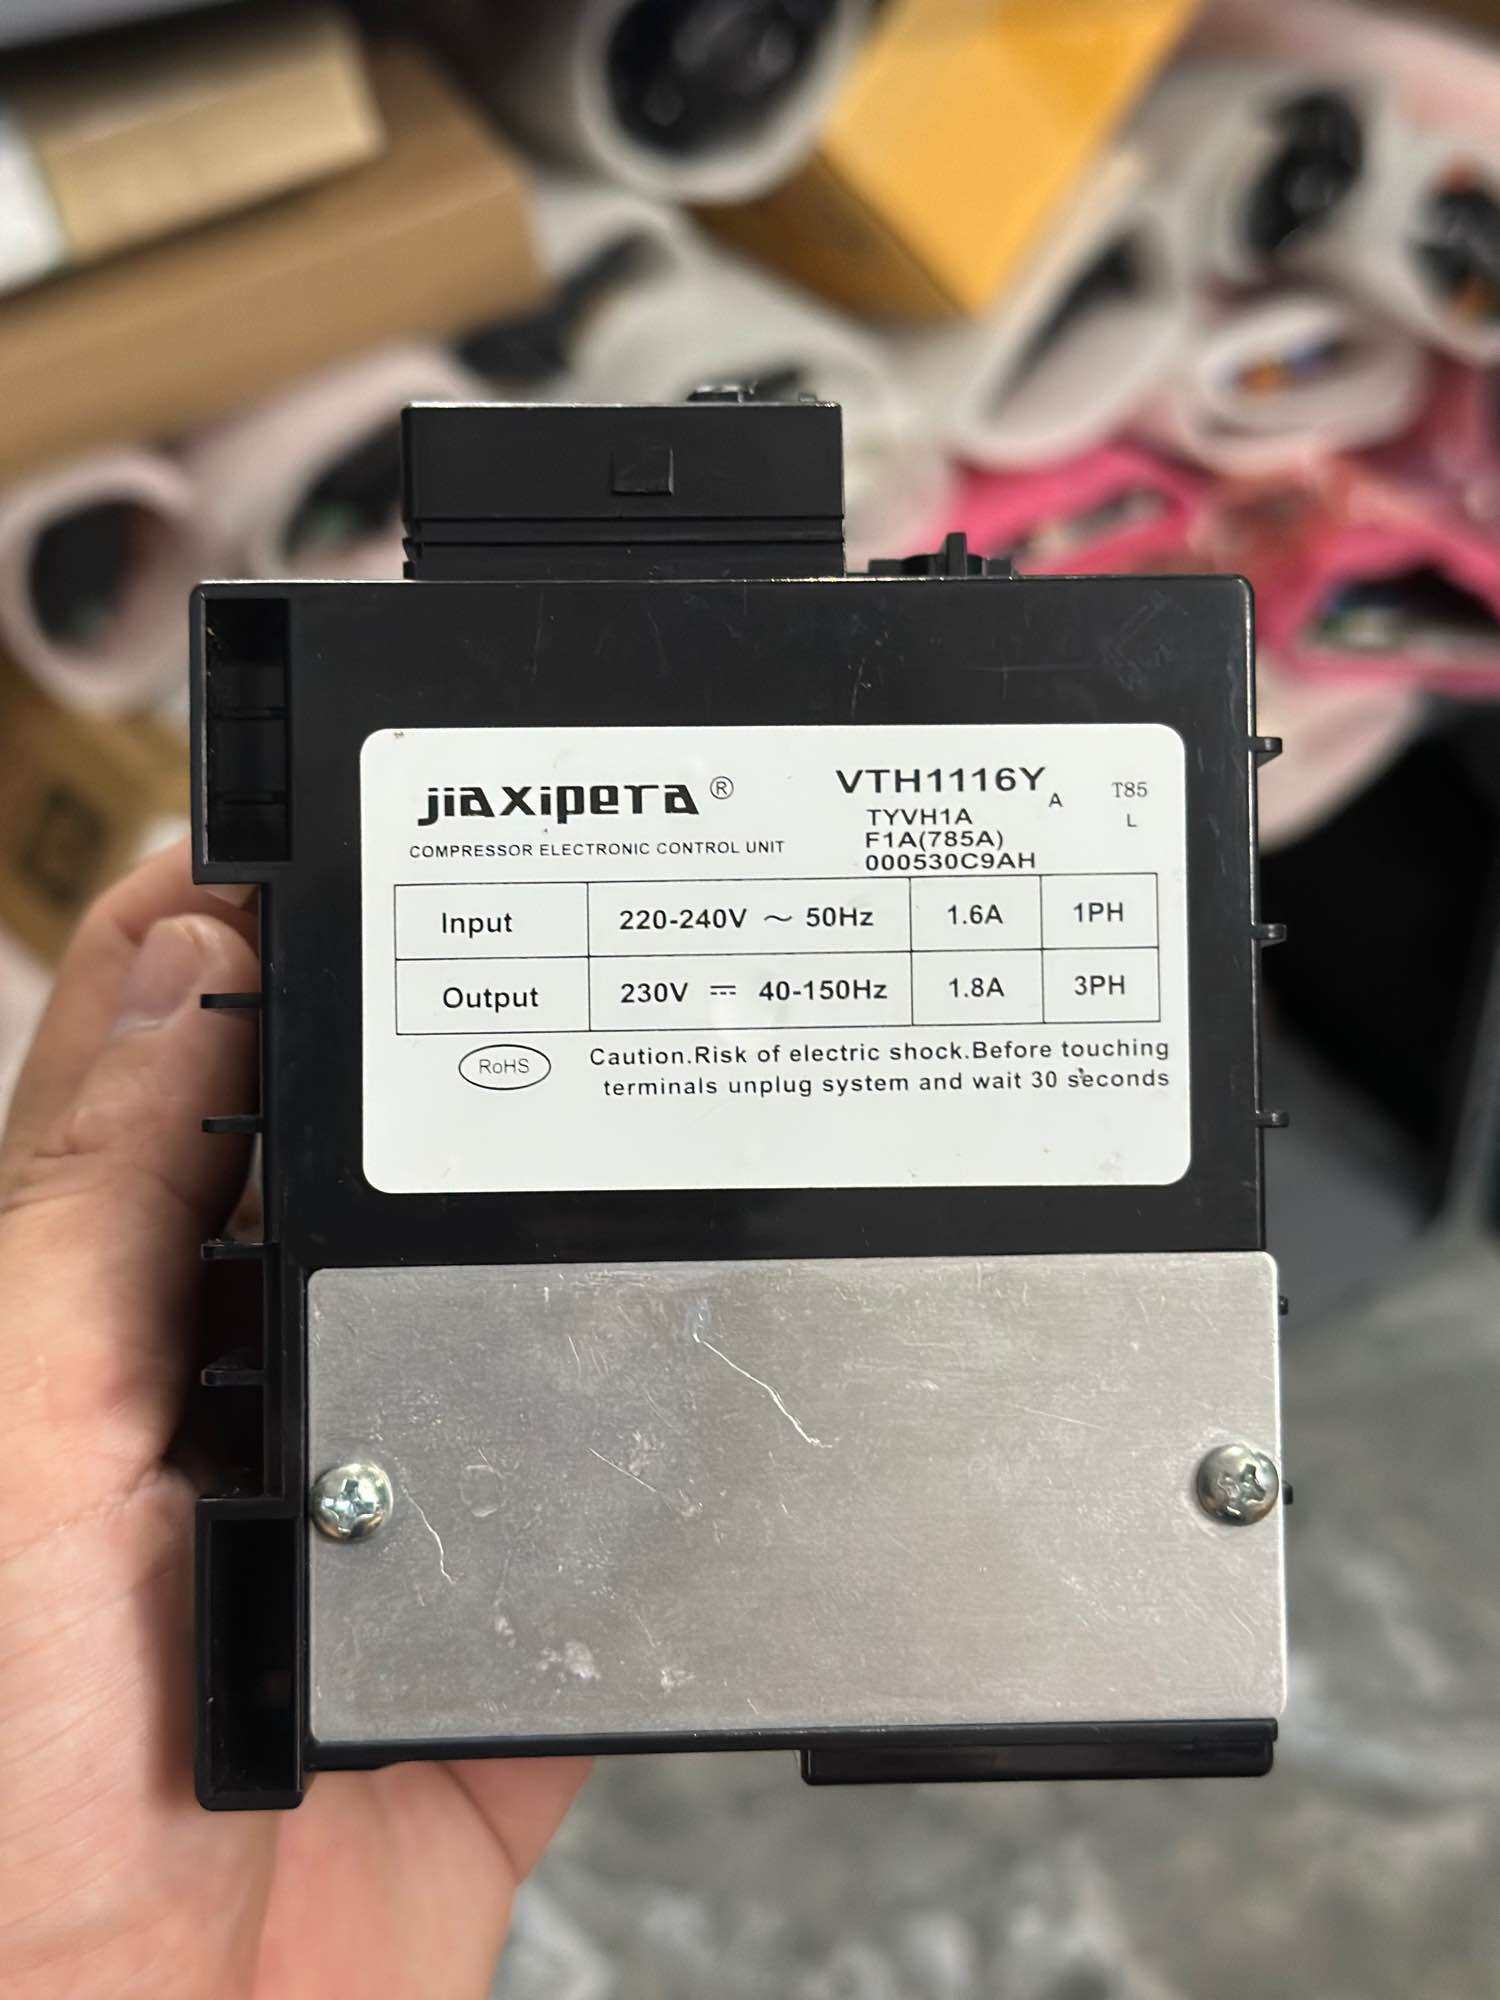 jiaxipera ®
COMPRESSOR ELECTRONIC CONTROL UNIT
VTH1116Y A
TYVH1A
F1A(785A)
000530C9AH
T85
L
Input 220-240V ~ 50Hz 1.6A 1PH
Output 230V ⎓ 40-150Hz 1.8A 3PH
RoHS
Caution.Risk of electric shock.Before touching
terminals unplug system and wait 30 seconds